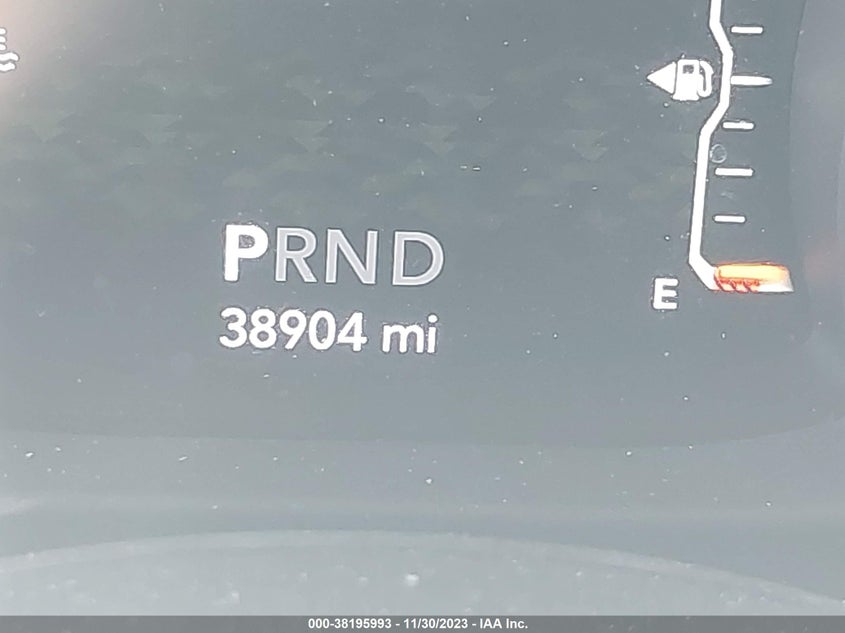 PRND
38904 mi
E
000-38195993 - 11/30/2023 - IAA Inc.